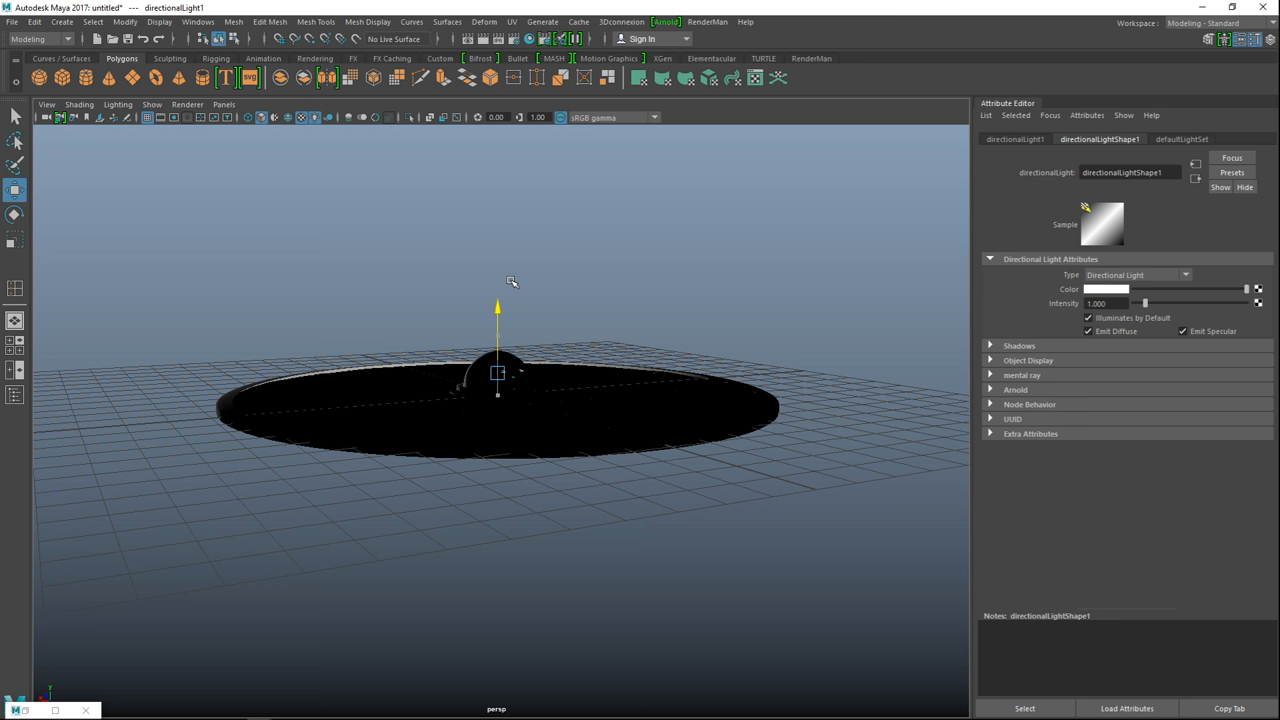 Autodesk Maya 2017: untitled* --- directionalLight1
File Edit Create Select Modify Display Windows Mesh Edit Mesh Mesh Tools Mesh Display Curves Surfaces Deform UV Generate Cache 3Dconnexion [Arnold] RenderMan Help
Workspace : Modeling - Standard
Modeling No Live Surface Sign In
Curves / Surfaces Polygons Sculpting Rigging Animation Rendering FX FX Caching Custom [ Bifrost ] Bullet [ MASH ] [ Motion Graphics ] XGen Elementacular TURTLE RenderMan
T svg
View Shading Lighting Show Renderer Panels
0.00 1.00 sRGB gamma
Attribute Editor
List Selected Focus Attributes Show Help
directionalLight1 directionalLightShape1 defaultLightSet
directionalLight: directionalLightShape1
Focus
Presets
Show Hide
Sample
Directional Light Attributes
Type Directional Light
Color
Intensity 1.000
Illuminates by Default
Emit Diffuse Emit Specular
Shadows
Object Display
mental ray
Arnold
Node Behavior
UUID
Extra Attributes
Notes: directionalLightShape1
Select Load Attributes Copy Tab
y
persp